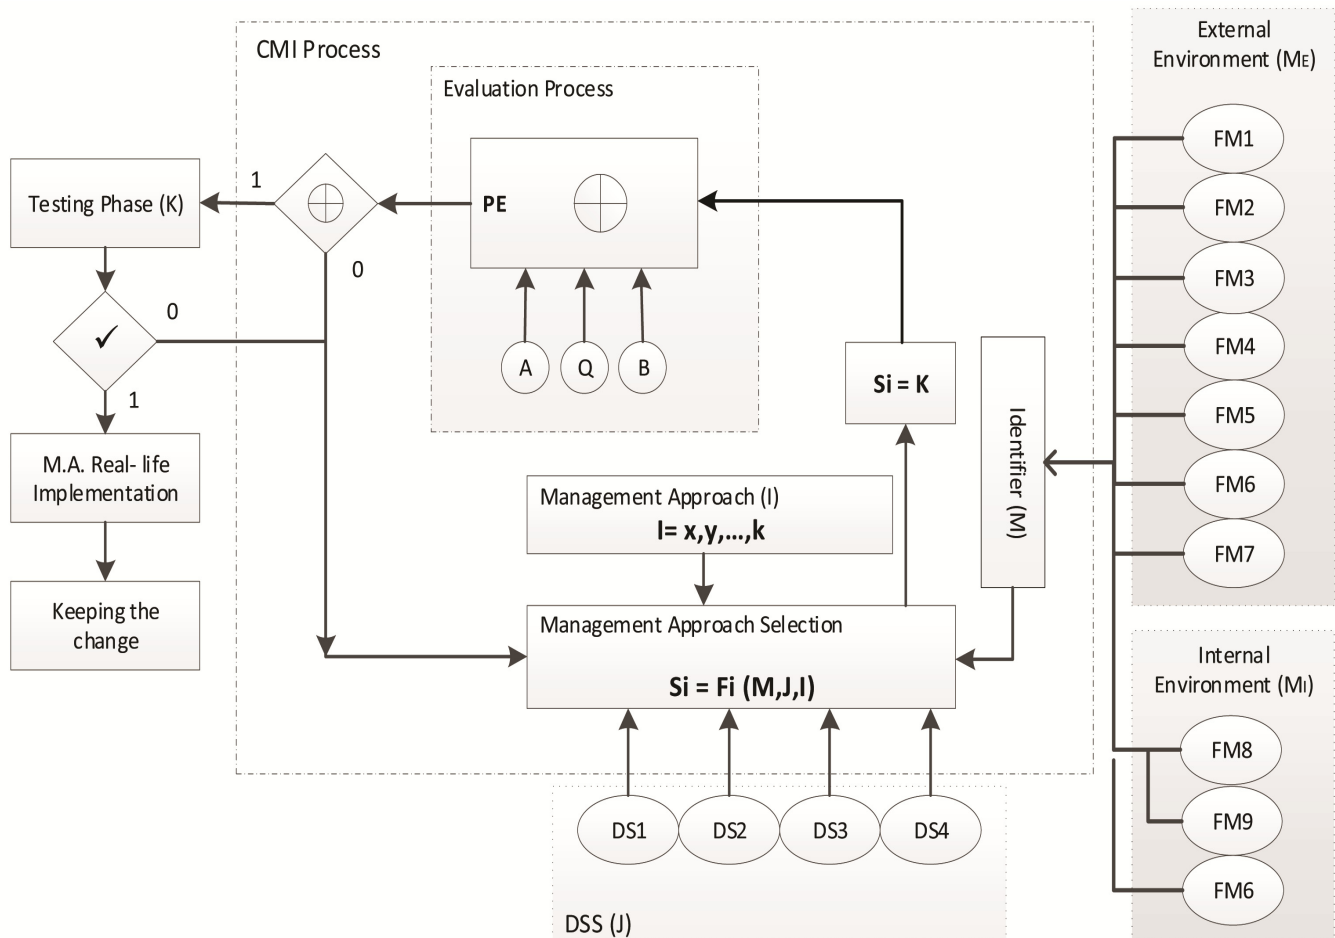 CMI Process
Evaluation Process
PE
A
Q
B
1
0
Testing Phase (K)
✓
0
1
M.A. Real- life
Implementation
Keeping the
change
Si = K
Management Approach (I)
I= x,y,...,k
Management Approach Selection
Si = Fi (M,J,I)
Identifier (M)
DS1
DS2
DS3
DS4
DSS (J)
External
Environment (ME)
FM1
FM2
FM3
FM4
FM5
FM6
FM7
Internal
Environment (MI)
FM8
FM9
FM6